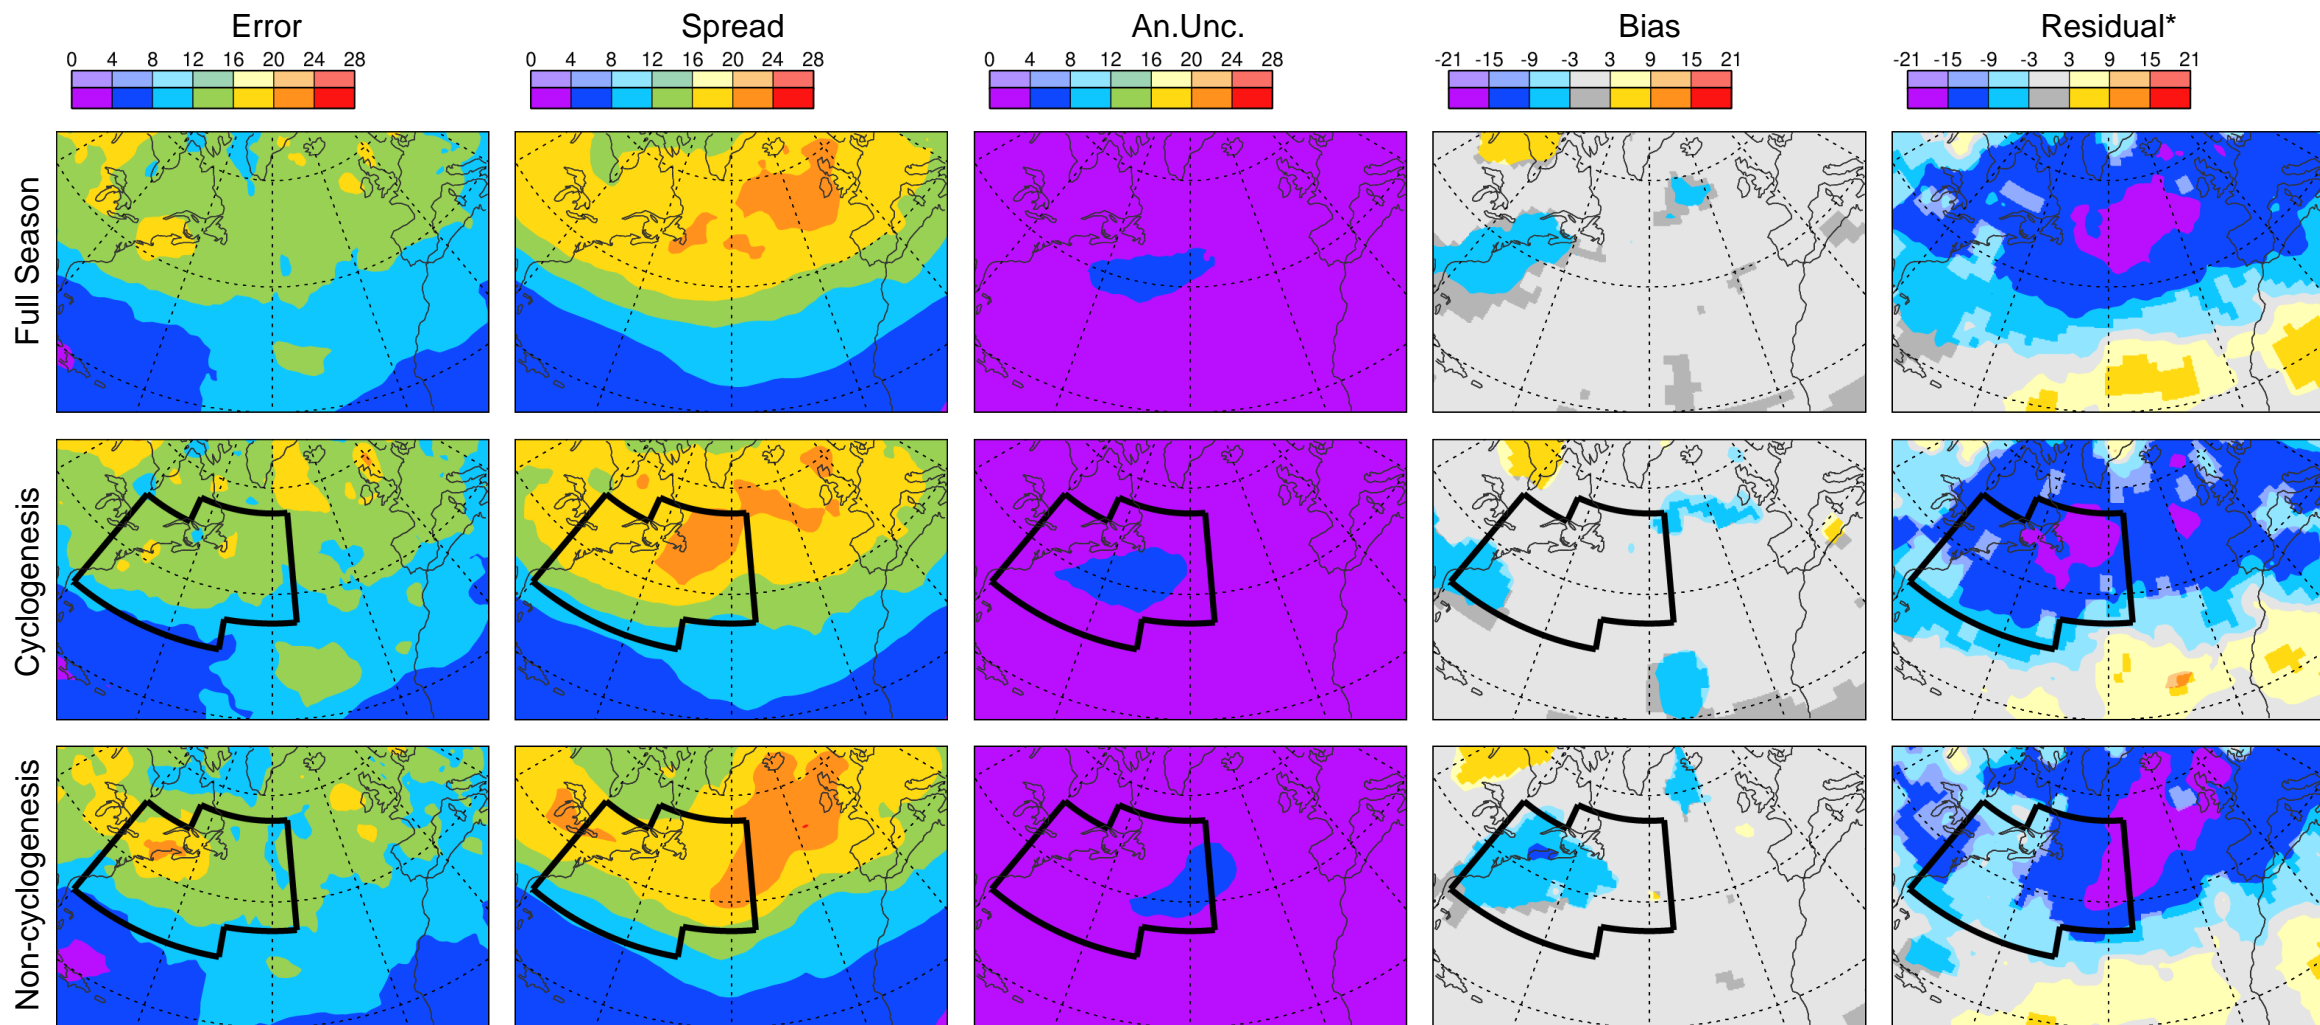 Error Spread An.Unc. Bias Residual*
0 4 8 12 16 20 24 28 0 4 8 12 16 20 24 28 0 4 8 12 16 20 24 28 -21 -15 -9 -3 3 9 15 21 -21 -15 -9 -3 3 9 15 21
Full Season
Cyclogenesis
Non-cyclogenesis